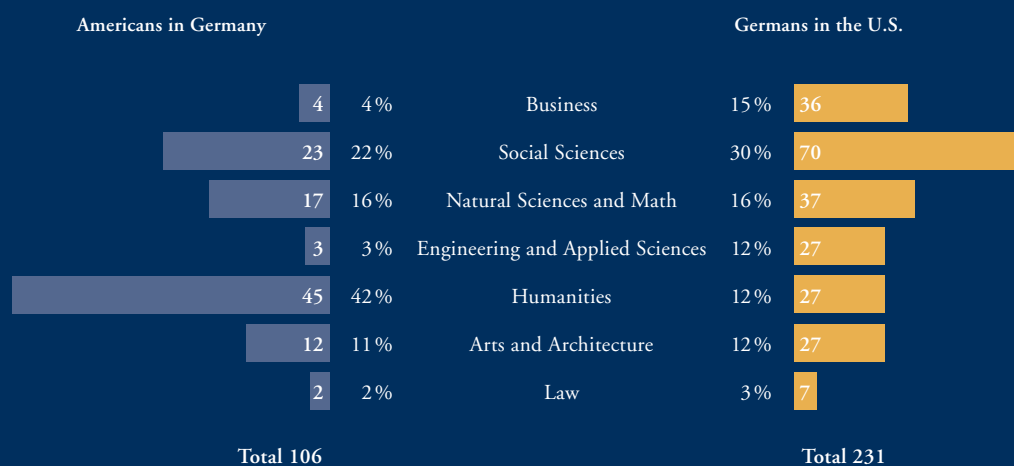 Americans in Germany Germans in the U.S.
4 4% Business 15% 36
23 22% Social Sciences 30% 70
17 16% Natural Sciences and Math 16% 37
3 3% Engineering and Applied Sciences 12% 27
45 42% Humanities 12% 27
12 11% Arts and Architecture 12% 27
2 2% Law 3% 7
Total 106 Total 231